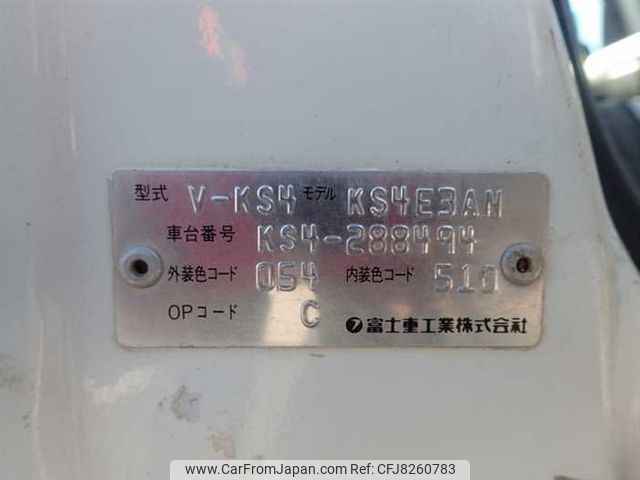 型式 V-KS4 モデル KS4E3AN
車台番号 KS4-288494
外装色コード 054 内装色コード 510
OPコード C 富士重工業株式会社
www.CarFromJapan.com | CFJ8260783